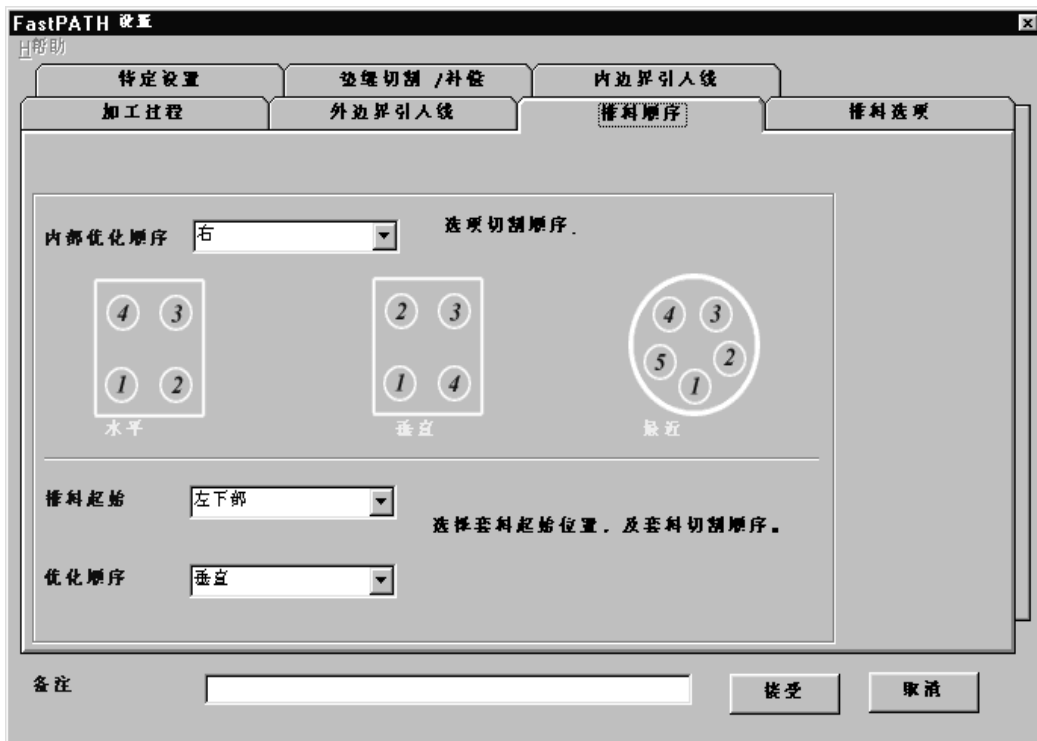 FastPATH 设置
H帮助
特定设置 垫缝切割 /补偿 内边界引入线
加工过程 外边界引入线 排料顺序 排料选项
内部优化顺序 右 选项切割顺序.
4 3 2 3 4 3
5 2
1 2 1 4 1
水平 垂直 最近
排料起始 左下部
选择套料起始位置，及套料切割顺序。
优化顺序 垂直
备注 接受 取消